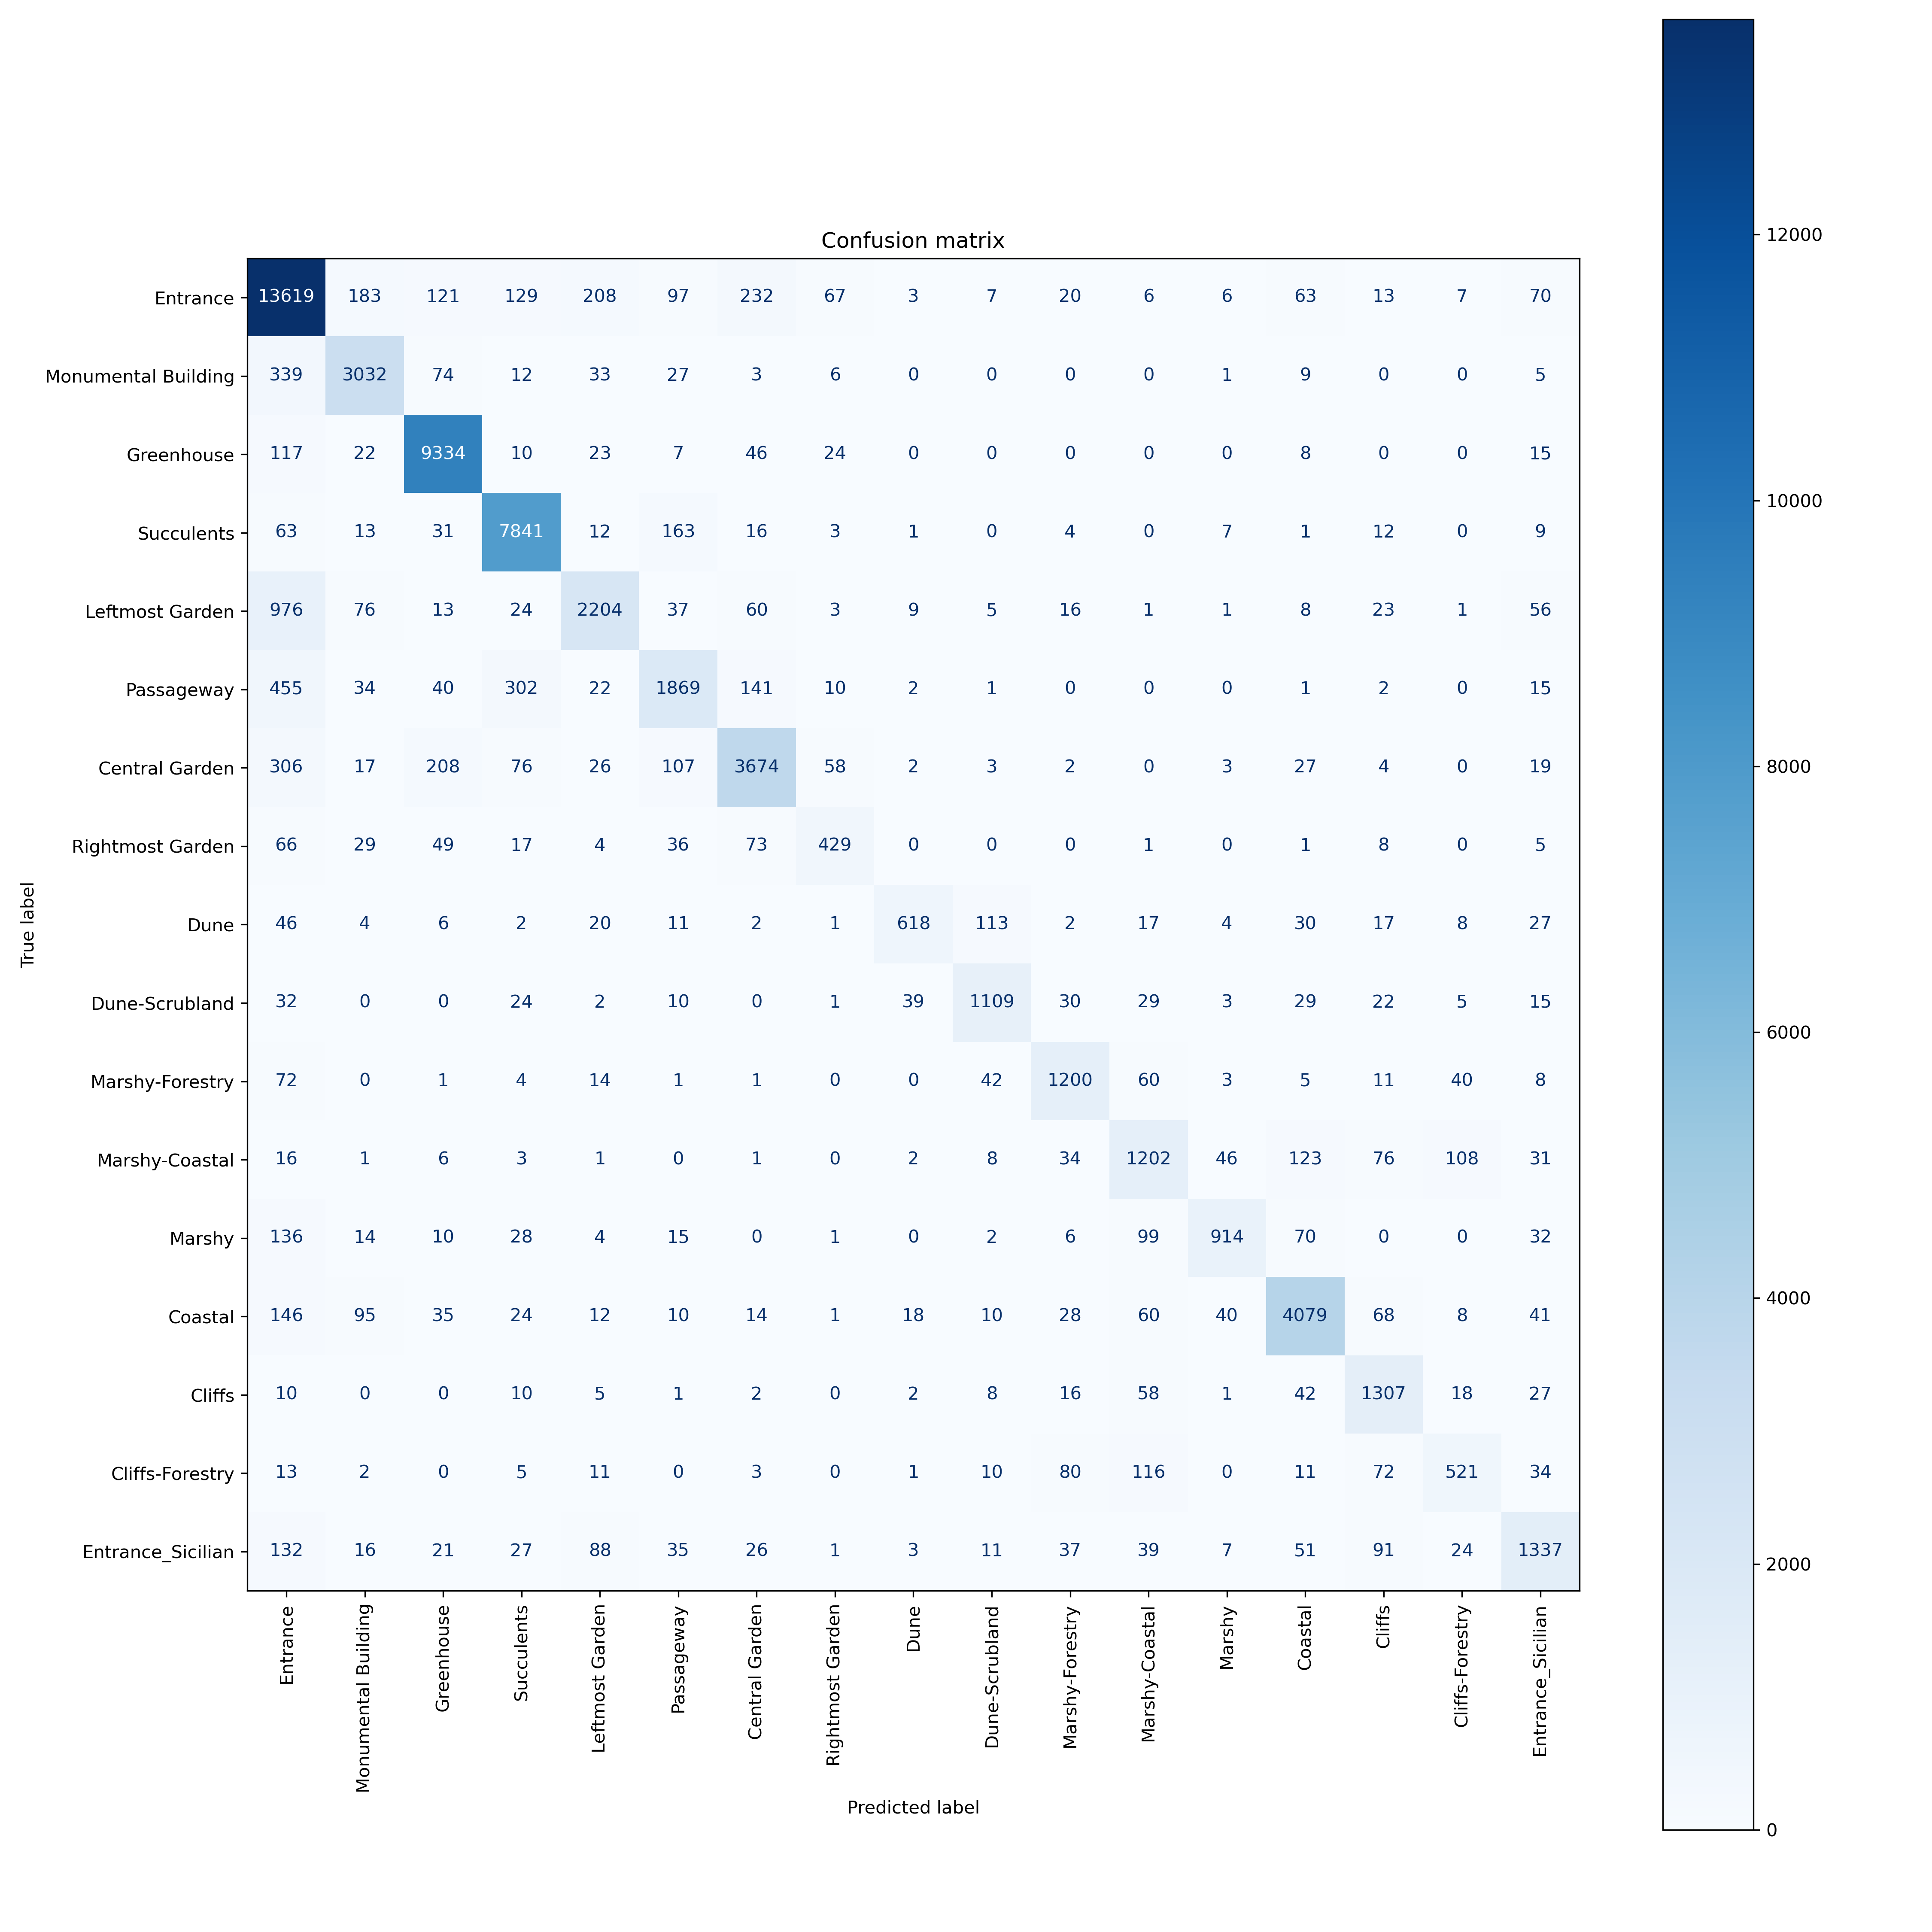 Confusion matrix
Entrance 13619 183 121 129 208 97 232 67 3 7 20 6 6 63 13 7 70
Monumental Building 339 3032 74 12 33 27 3 6 0 0 0 0 1 9 0 0 5
Greenhouse 117 22 9334 10 23 7 46 24 0 0 0 0 0 8 0 0 15
Succulents 63 13 31 7841 12 163 16 3 1 0 4 0 7 1 12 0 9
Leftmost Garden 976 76 13 24 2204 37 60 3 9 5 16 1 1 8 23 1 56
Passageway 455 34 40 302 22 1869 141 10 2 1 0 0 0 1 2 0 15
Central Garden 306 17 208 76 26 107 3674 58 2 3 2 0 3 27 4 0 19
Rightmost Garden 66 29 49 17 4 36 73 429 0 0 0 1 0 1 8 0 5
Dune 46 4 6 2 20 11 2 1 618 113 2 17 4 30 17 8 27
Dune-Scrubland 32 0 0 24 2 10 0 1 39 1109 30 29 3 29 22 5 15
Marshy-Forestry 72 0 1 4 14 1 1 0 0 42 1200 60 3 5 11 40 8
Marshy-Coastal 16 1 6 3 1 0 1 0 2 8 34 1202 46 123 76 108 31
Marshy 136 14 10 28 4 15 0 1 0 2 6 99 914 70 0 0 32
Coastal 146 95 35 24 12 10 14 1 18 10 28 60 40 4079 68 8 41
Cliffs 10 0 0 10 5 1 2 0 2 8 16 58 1 42 1307 18 27
Cliffs-Forestry 13 2 0 5 11 0 3 0 1 10 80 116 0 11 72 521 34
Entrance_Sicilian 132 16 21 27 88 35 26 1 3 11 37 39 7 51 91 24 1337
True label
Entrance
Monumental Building
Greenhouse
Succulents
Leftmost Garden
Passageway
Central Garden
Rightmost Garden
Dune
Dune-Scrubland
Marshy-Forestry
Marshy-Coastal
Marshy
Coastal
Cliffs
Cliffs-Forestry
Entrance_Sicilian
Predicted label
12000
10000
8000
6000
4000
2000
0